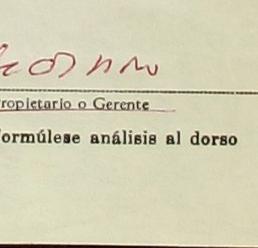 ropietario o Gerente
ormúlese análisis al dorso